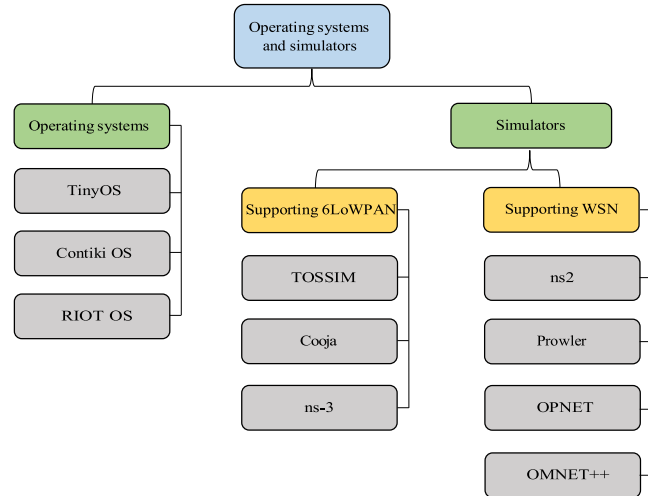 Operating systems
and simulators
Operating systems
Simulators
TinyOS
Contiki OS
RIOT OS
Supporting 6LoWPAN
Supporting WSN
TOSSIM
Cooja
ns-3
ns2
Prowler
OPNET
OMNET++